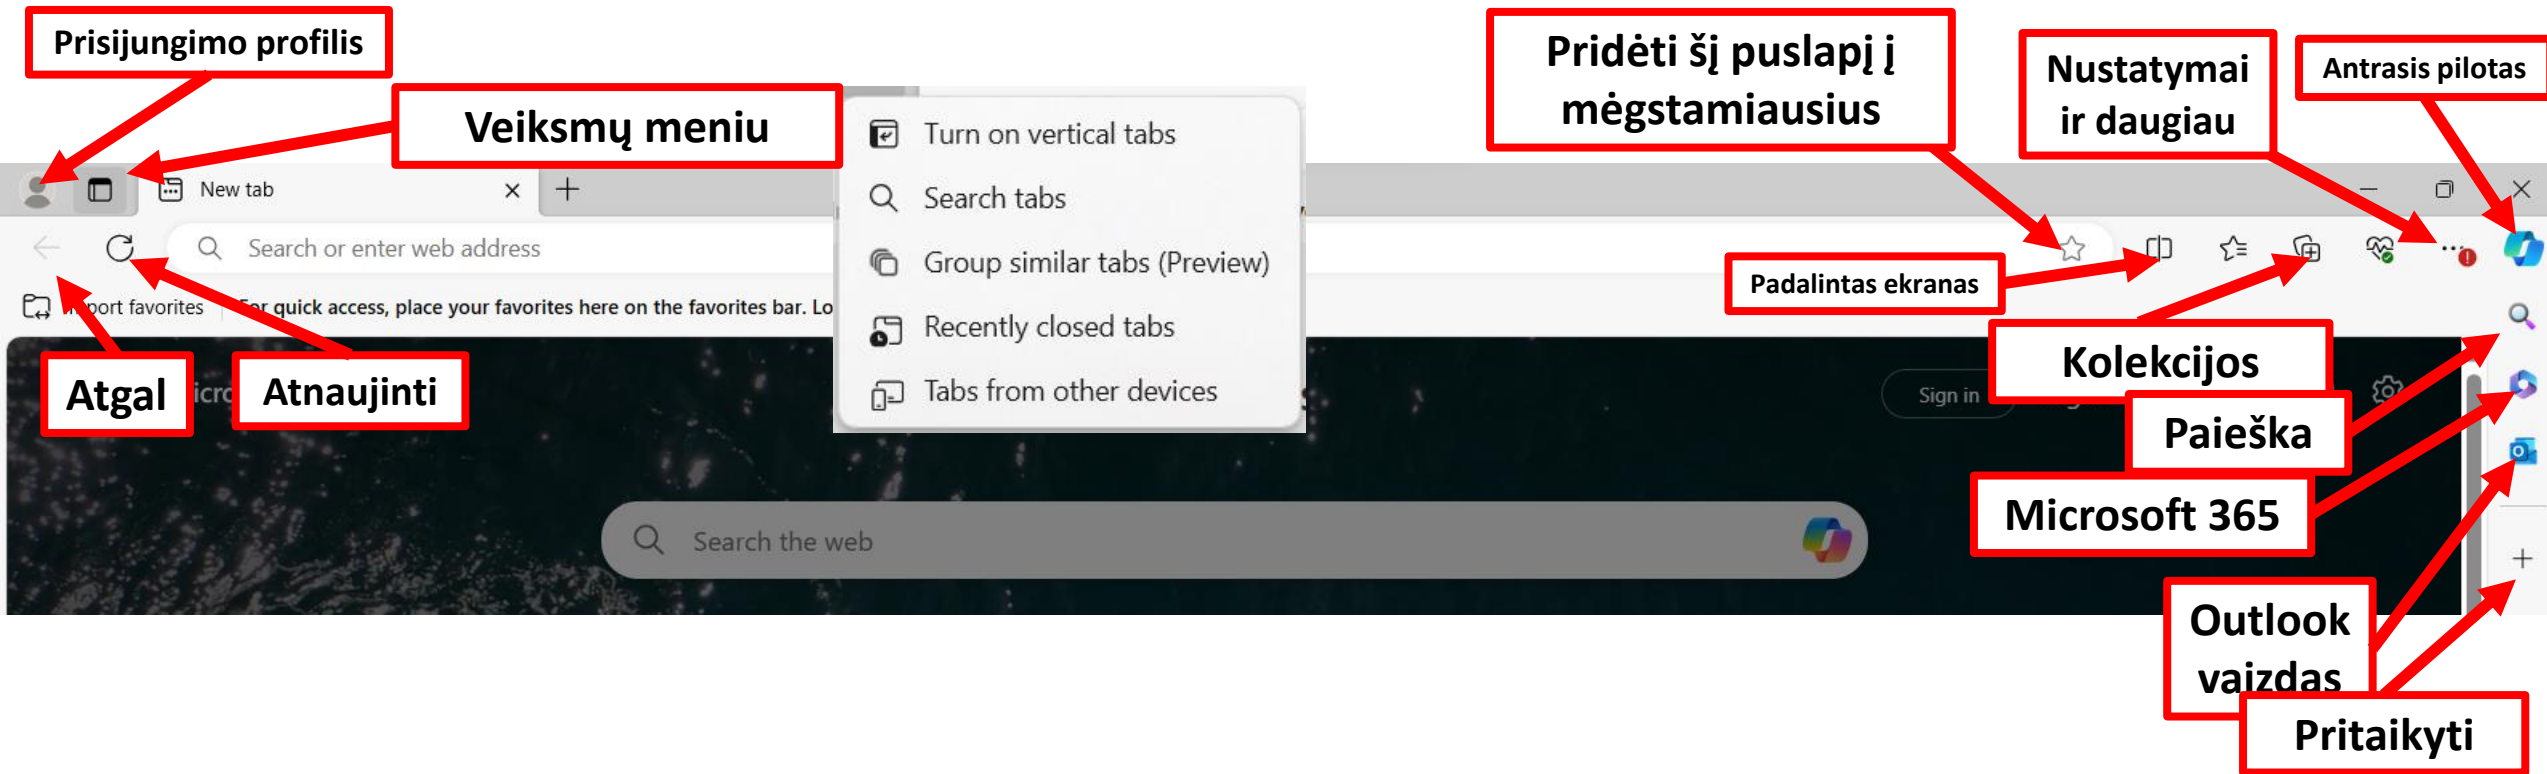 Prisijungimo profilis
Veiksmų meniu
Pridėti šį puslapį į
mėgstamiausius
Nustatymai
ir daugiau
Antrasis pilotas
New tab
Search or enter web address
favorites
For quick access, place your favorites here on the favorites bar. Lo
Turn on vertical tabs
Search tabs
Group similar tabs (Preview)
Recently closed tabs
Tabs from other devices
Padalintas ekranas
Atgal
Atnaujinti
Kolekcijos
Sign in
Paieška
Microsoft 365
Search the web
Outlook
vaizdas
Pritaikyti